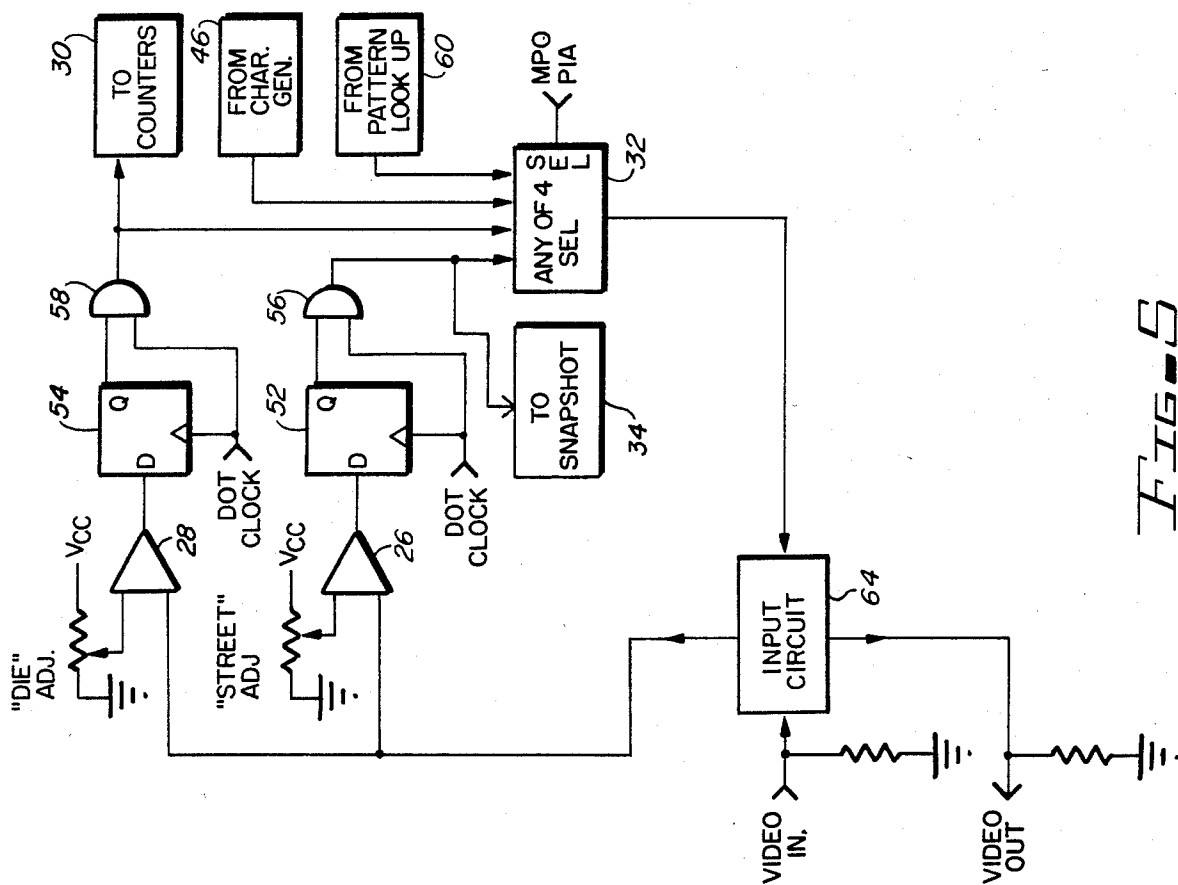 "DIE"
ADJ.
VCC
28
D
Q
54
DOT
CLOCK
58
TO
COUNTERS
30
FROM
CHAR.
GEN.
46
FROM
PATTERN
LOOK UP
60
"STREET"
ADJ
VCC
26
D
Q
52
DOT
CLOCK
56
ANY OF 4
SEL
SEL
32
MPO
PIA
TO
SNAPSHOT
34
VIDEO
IN.
INPUT
CIRCUIT
64
VIDEO
OUT
FIG-5